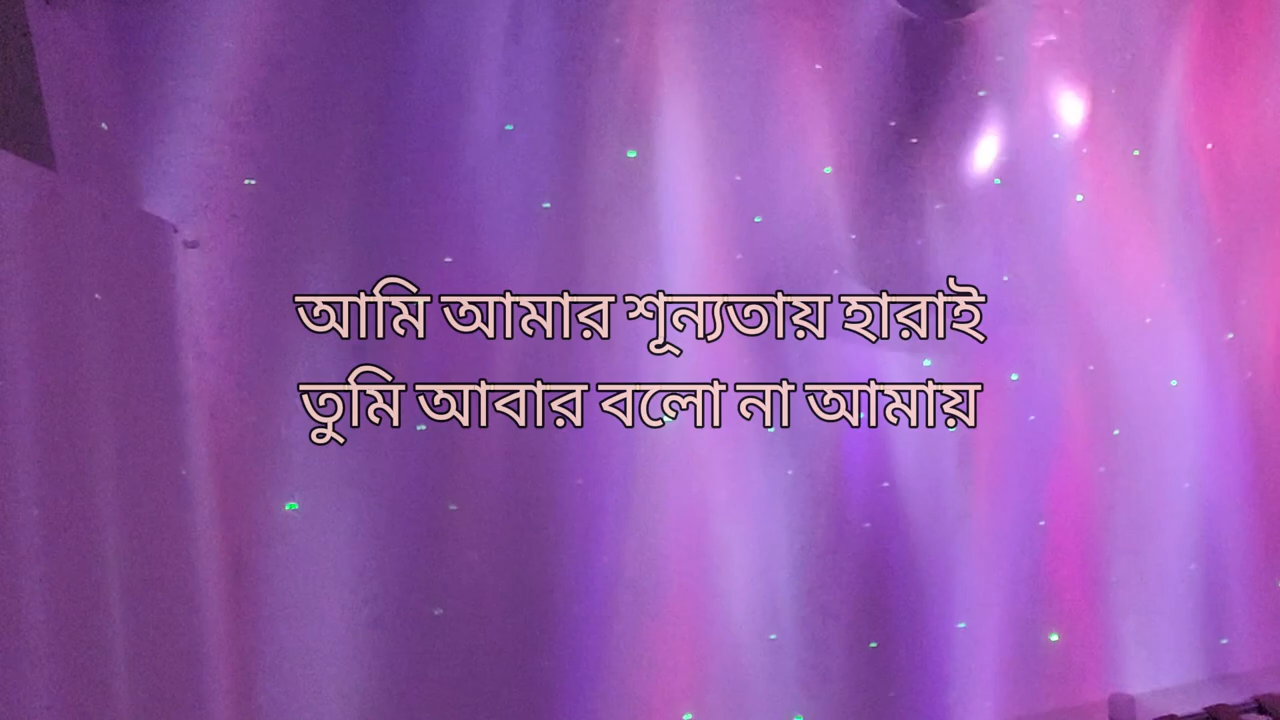 আমি আমার শূন্যতায় হারাই
তুমি আবার বলো না আমায়